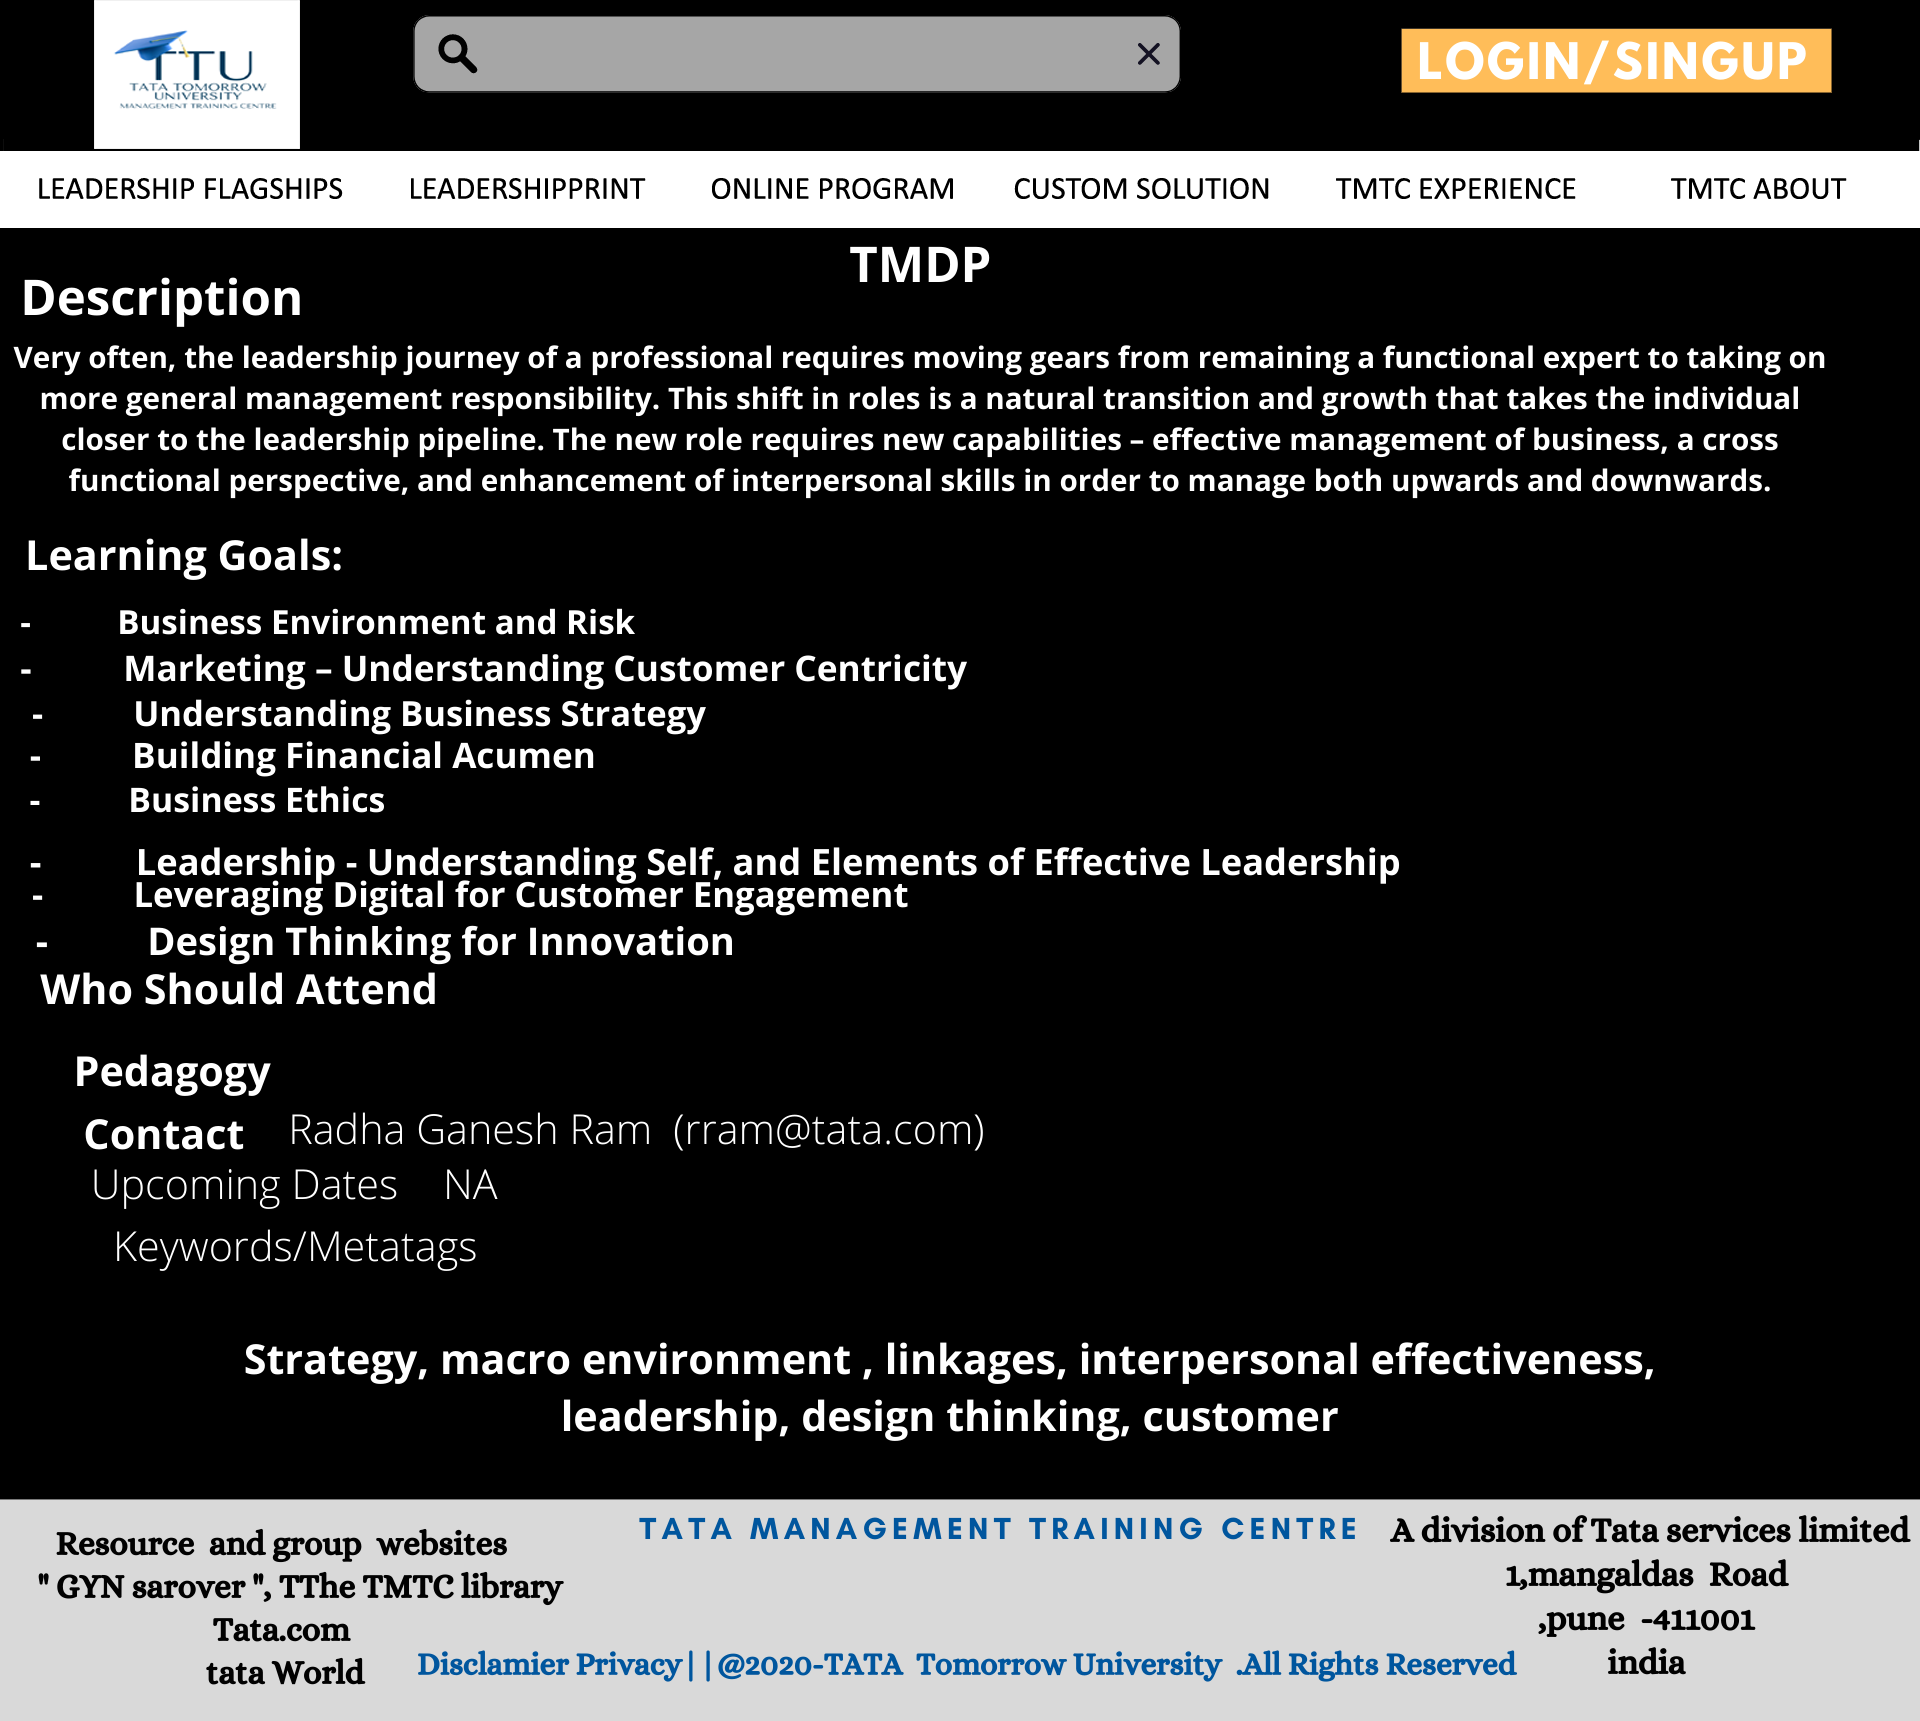 TTU
TATA TOMORROW
UNIVERSITY
MANAGEMENT TRAINING CENTRE
LOGIN/SINGUP
LEADERSHIP FLAGSHIPS LEADERSHIPPRINT ONLINE PROGRAM CUSTOM SOLUTION TMTC EXPERIENCE TMTC ABOUT
TMDP
Description
Very often, the leadership journey of a professional requires moving gears from remaining a functional expert to taking on
more general management responsibility. This shift in roles is a natural transition and growth that takes the individual
closer to the leadership pipeline. The new role requires new capabilities – effective management of business, a cross
functional perspective, and enhancement of interpersonal skills in order to manage both upwards and downwards.
Learning Goals:
- Business Environment and Risk
- Marketing – Understanding Customer Centricity
- Understanding Business Strategy
- Building Financial Acumen
- Business Ethics
- Leadership - Understanding Self, and Elements of Effective Leadership
- Leveraging Digital for Customer Engagement
- Design Thinking for Innovation
Who Should Attend
Pedagogy
Contact Radha Ganesh Ram (rram@tata.com)
Upcoming Dates NA
Keywords/Metatags
Strategy, macro environment , linkages, interpersonal effectiveness,
leadership, design thinking, customer
Resource and group websites
" GYN sarover ", TThe TMTC library
Tata.com
tata World
TATA MANAGEMENT TRAINING CENTRE
Disclamier Privacy||@2020-TATA Tomorrow University .All Rights Reserved
A division of Tata services limited
1,mangaldas Road
,pune -411001
india